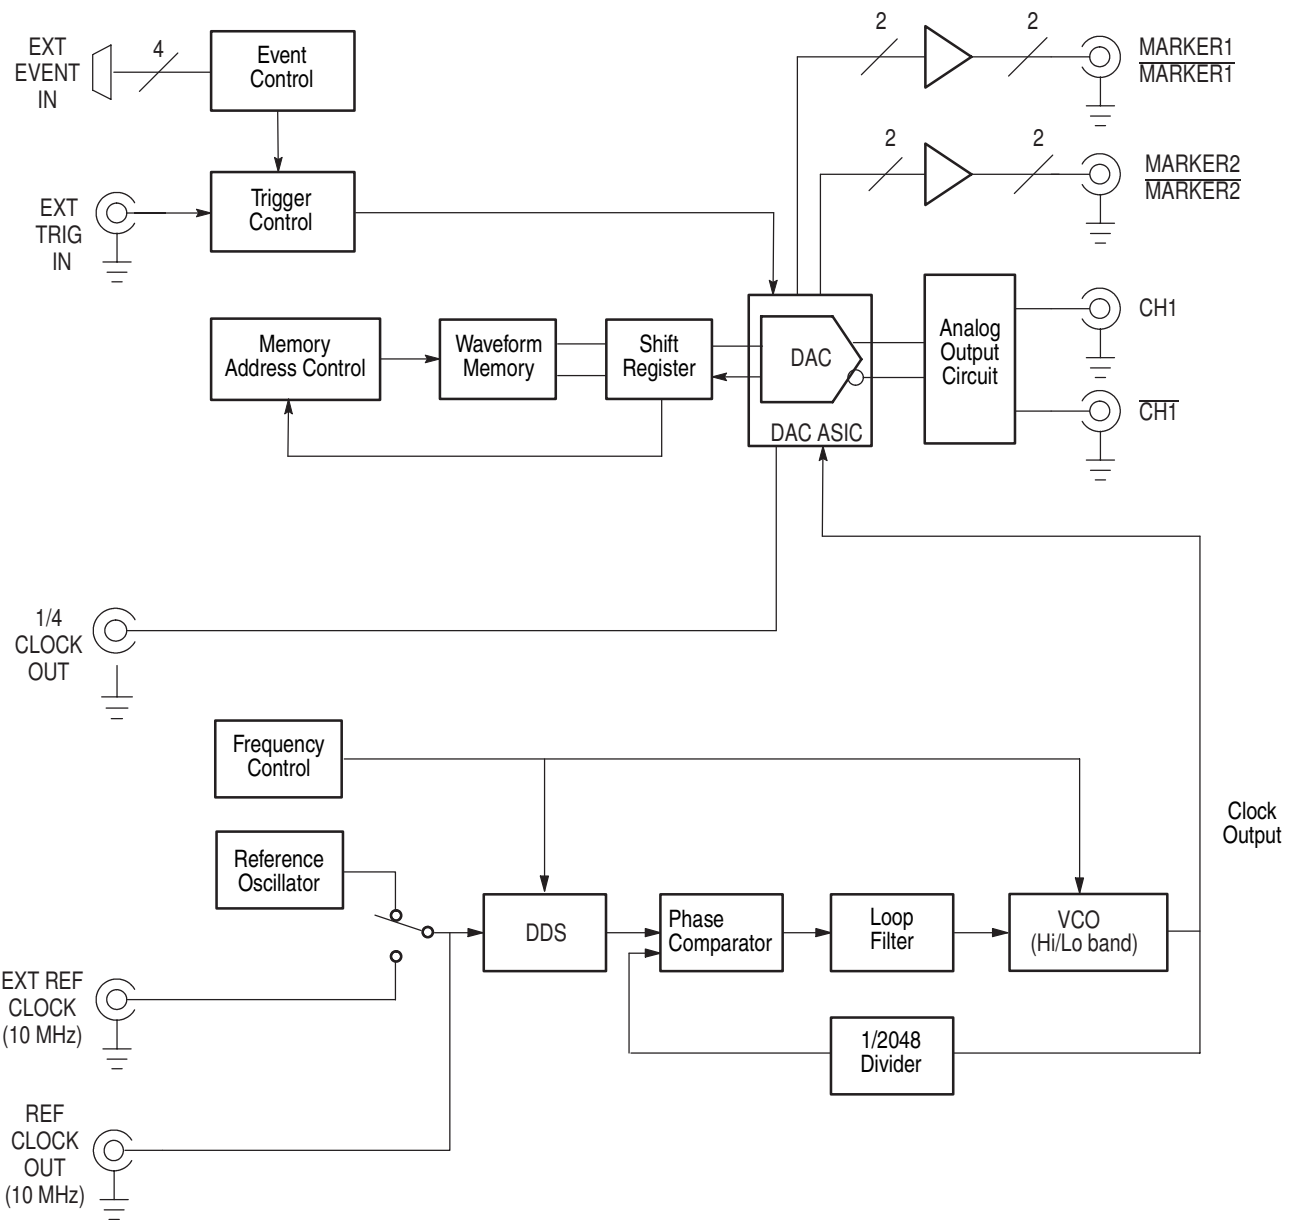 EXT
EVENT
IN
4
Event
Control
2
2
MARKER1
MARKER1
2
2
MARKER2
MARKER2
EXT
TRIG
IN
Trigger
Control
Memory
Address Control
Waveform
Memory
Shift
Register
DAC
DAC ASIC
Analog
Output
Circuit
CH1
CH1
1/4
CLOCK
OUT
Frequency
Control
Reference
Oscillator
DDS
Phase
Comparator
Loop
Filter
VCO
(Hi/Lo band)
Clock
Output
EXT REF
CLOCK
(10 MHz)
1/2048
Divider
REF
CLOCK
OUT
(10 MHz)